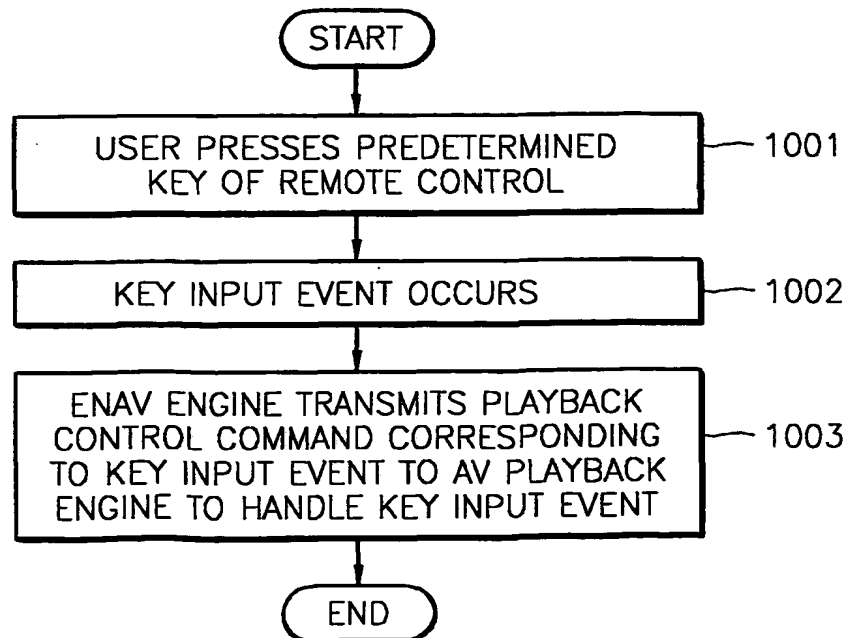 START
USER PRESSES PREDETERMINED
KEY OF REMOTE CONTROL
1001
KEY INPUT EVENT OCCURS
1002
ENAV ENGINE TRANSMITS PLAYBACK
CONTROL COMMAND CORRESPONDING
TO KEY INPUT EVENT TO AV PLAYBACK
ENGINE TO HANDLE KEY INPUT EVENT
1003
END